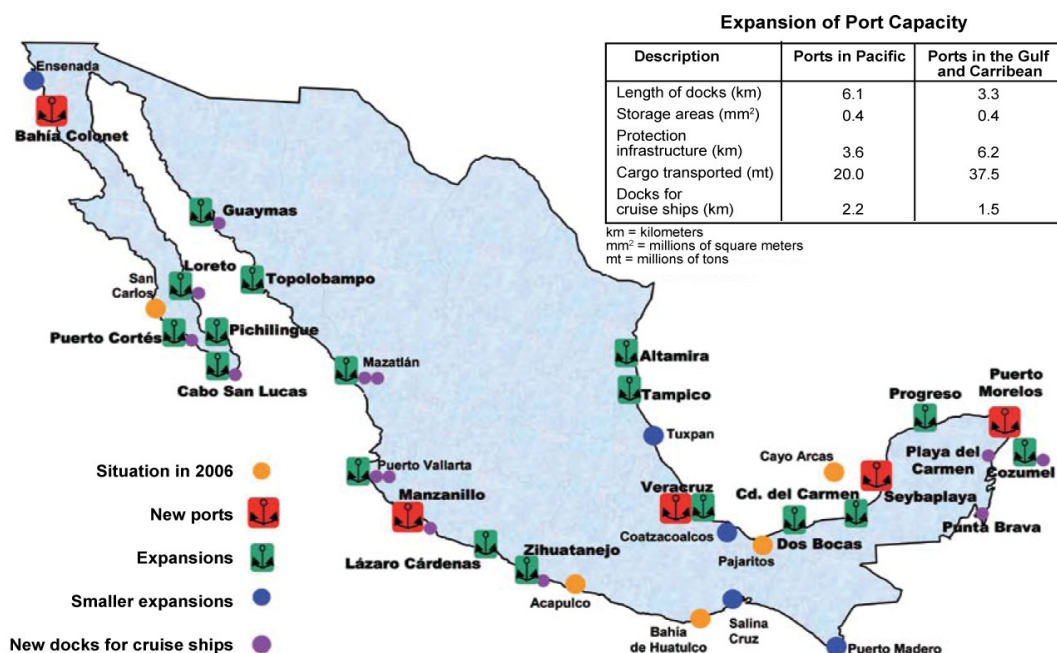 Expansion of Port Capacity
Description
Ports in Pacific
Ports in the Gulf
and Carribean
Length of docks (km) 6.1 3.3
Storage areas (mm²) 0.4 0.4
Protection
infrastructure (km) 3.6 6.2
Cargo transported (mt) 20.0 37.5
Docks for
cruise ships (km) 2.2 1.5
km = kilometers
mm² = millions of square meters
mt = millions of tons
Ensenada
Bahía Colonet
Guaymas
Loreto
Topolobampo
San
Carlos
Puerto Cortés
Pichilingue
Cabo San Lucas
Mazatlán
Altamira
Tampico
Tuxpan
Progreso
Puerto
Morelos
Cayo Arcas
Playa del
Carmen
Cozumel
Puerto Vallarta
Manzanillo
Veracruz
Cd. del Carmen
Seybaplaya
Punta Brava
Coatzacoalcos
Dos Bocas
Pajaritos
Lázaro Cárdenas
Zihuatanejo
Acapulco
Bahía
de Huatulco
Salina
Cruz
Puerto Madero
Situation in 2006
New ports
Expansions
Smaller expansions
New docks for cruise ships